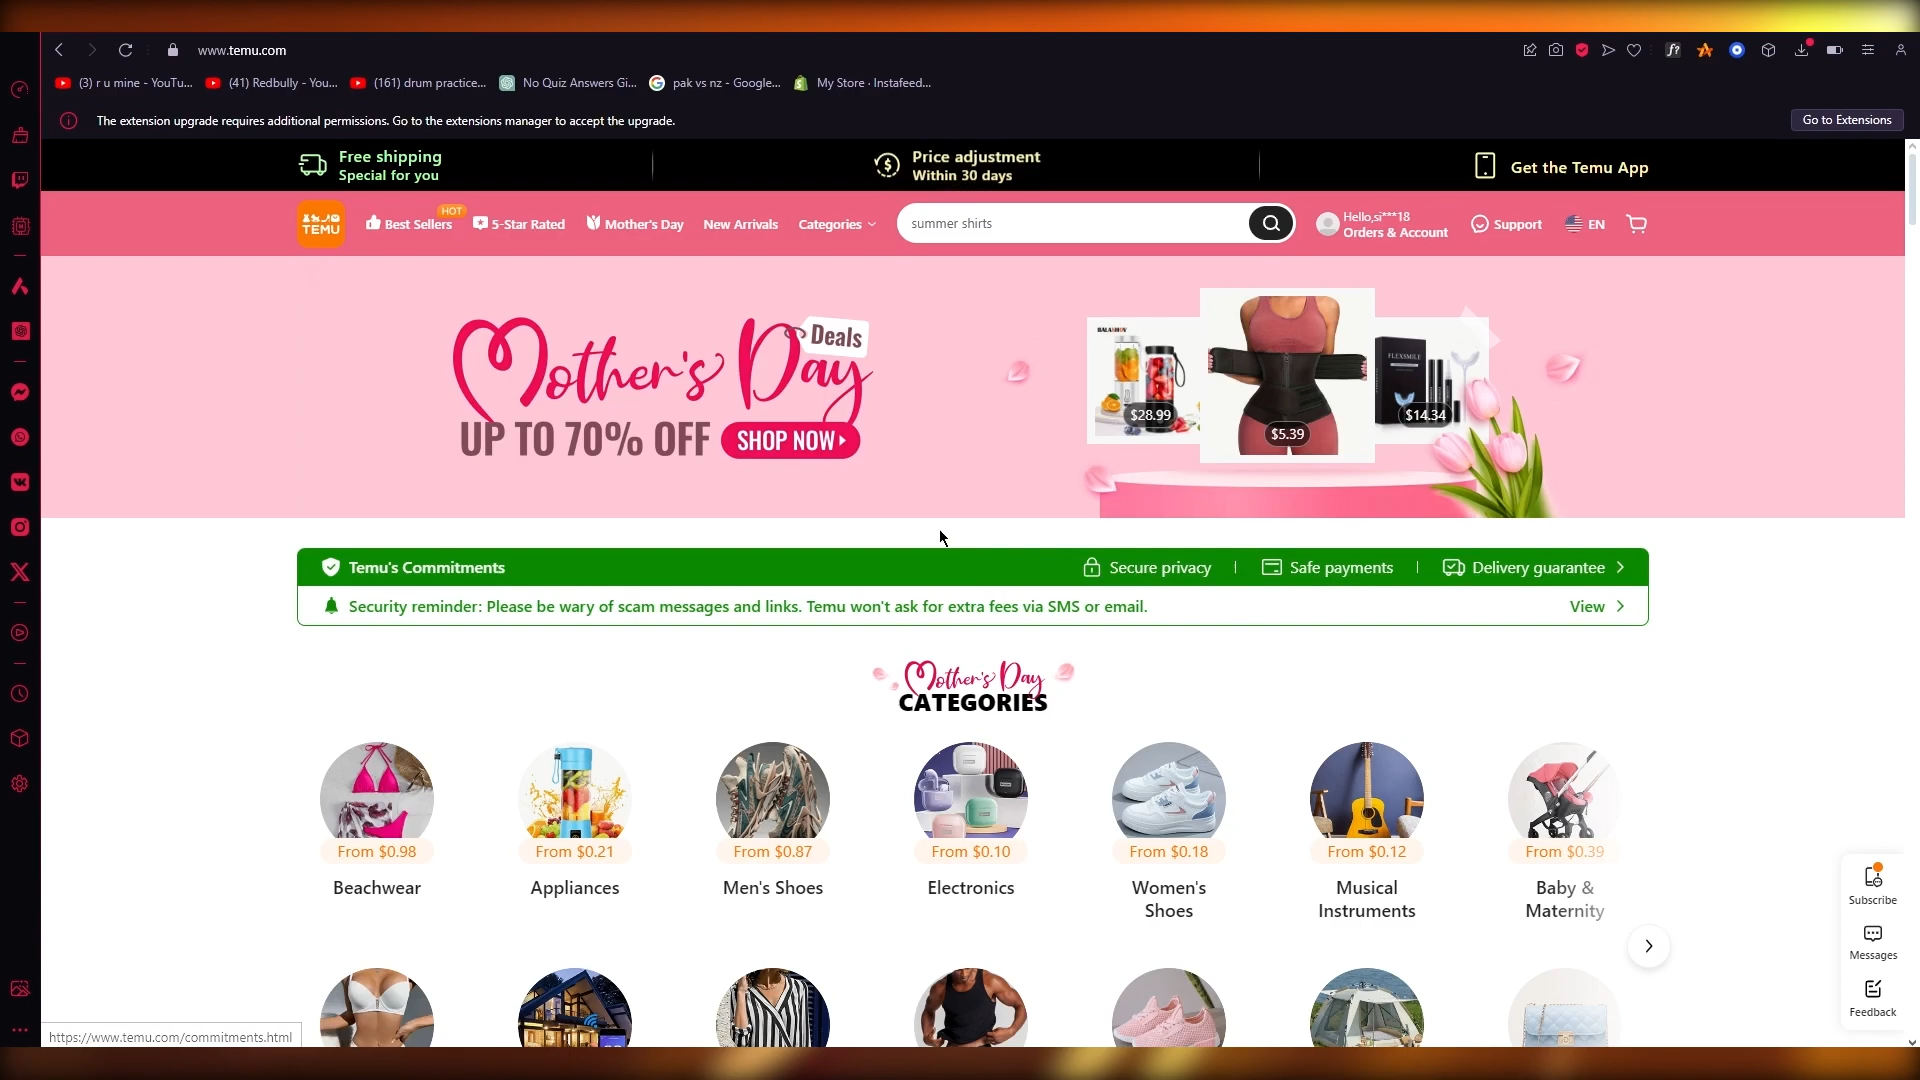 www.temu.com
(3) r u mine - YouTu...
(41) Redbully - You...
(161) drum practice...
No Quiz Answers Gi...
pak vs nz - Google...
My Store · Instafeed...
The extension upgrade requires additional permissions. Go to the extensions manager to accept the upgrade.
Go to Extensions
Free shipping
Special for you
Price adjustment
Within 30 days
Get the Temu App
TEMU
Best Sellers
HOT
5-Star Rated
Mother's Day
New Arrivals
Categories
summer shirts
Hello,si***18
Orders & Account
Support
EN
Mother's Day
Deals
UP TO 70% OFF
SHOP NOW
$28.99
$5.39
FLEXSMILE
$14.34
Temu's Commitments
Secure privacy
Safe payments
Delivery guarantee
Security reminder: Please be wary of scam messages and links. Temu won't ask for extra fees via SMS or email.
View
Mother's Day
CATEGORIES
From $0.98
From $0.21
From $0.87
From $0.10
From $0.18
From $0.12
From $0.39
Beachwear
Appliances
Men's Shoes
Electronics
Women's
Shoes
Musical
Instruments
Baby &
Maternity
Subscribe
Messages
Feedback
https://www.temu.com/commitments.html